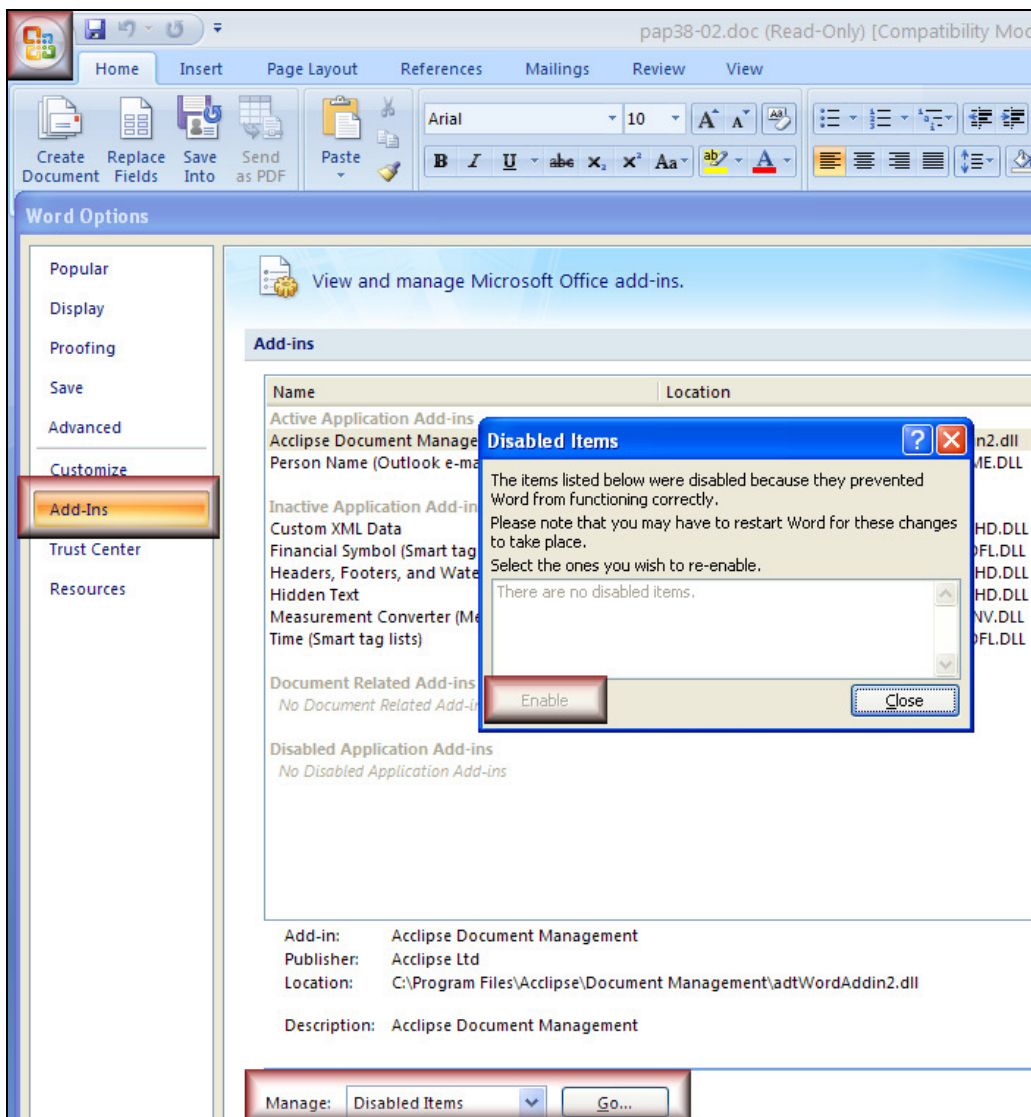 pap38-02.doc (Read-Only) [Compatibility Mod
Home Insert Page Layout References Mailings Review View
Create Document
Replace Fields
Save Into
Send as PDF
Paste
Arial 10
Word Options
Popular
Display
Proofing
Save
Advanced
Customize
Add-Ins
Trust Center
Resources
View and manage Microsoft Office add-ins.
Add-ins
Name Location
Active Application Add-ins
Acclipse Document Manage n2.dll
Person Name (Outlook e-ma ME.DLL
Inactive Application Add-in
Custom XML Data HD.DLL
Financial Symbol (Smart tag FL.DLL
Headers, Footers, and Wate HD.DLL
Hidden Text HD.DLL
Measurement Converter (Me NV.DLL
Time (Smart tag lists) FL.DLL
Document Related Add-ins
No Document Related Add-i
Disabled Application Add-ins
No Disabled Application Add-ins
Disabled Items
The items listed below were disabled because they prevented
Word from functioning correctly.
Please note that you may have to restart Word for these changes
to take place.
Select the ones you wish to re-enable.
There are no disabled items.
Enable Close
Add-in: Acclipse Document Management
Publisher: Acclipse Ltd
Location: C:\Program Files\Acclipse\Document Management\adtWordAddin2.dll
Description: Acclipse Document Management
Manage: Disabled Items Go...